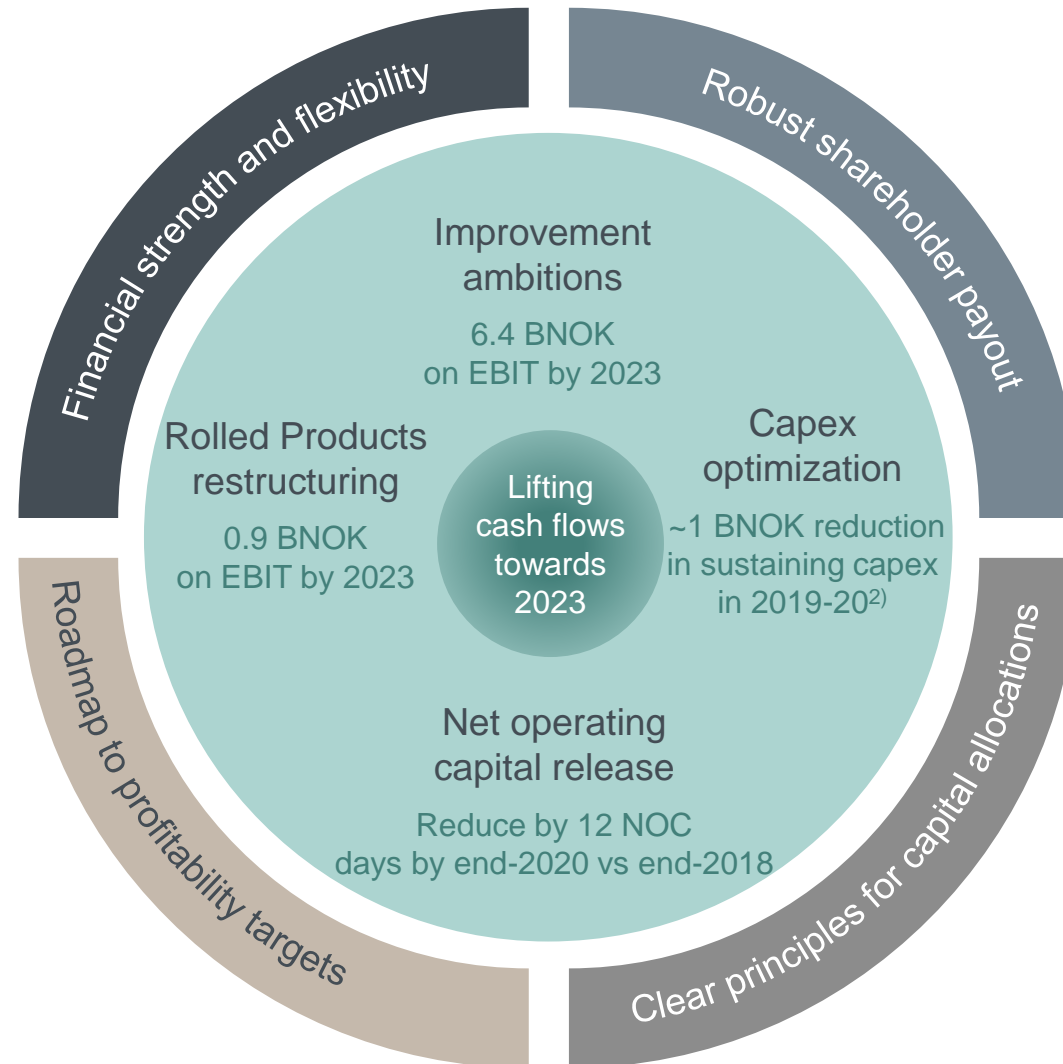 Financial strength and flexibility
Robust shareholder payout
Improvement
ambitions
6.4 BNOK
on EBIT by 2023
Rolled Products
restructuring
0.9 BNOK
on EBIT by 2023
Lifting
cash flows
towards
2023
Capex
optimization
~1 BNOK reduction
in sustaining capex
in 2019-20²⁾
Net operating
capital release
Reduce by 12 NOC
days by end-2020 vs end-2018
Roadmap to profitability targets
Clear principles for capital allocations